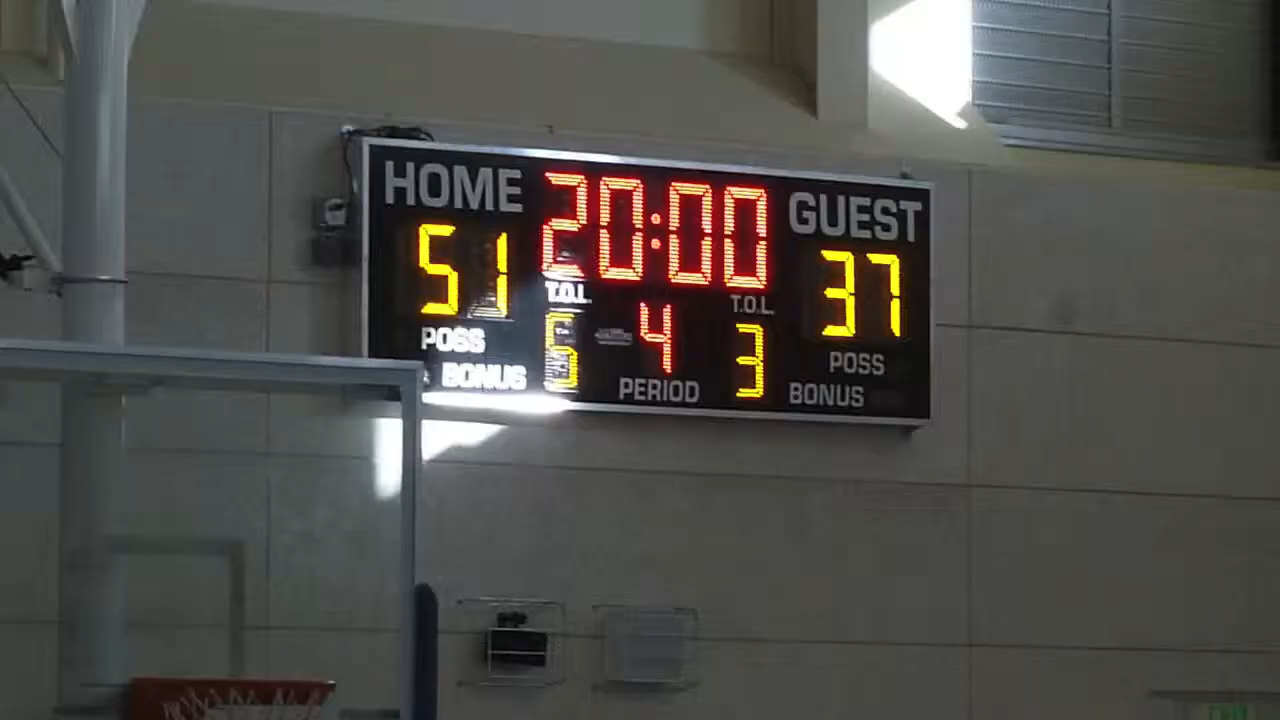 HOME 20:00 GUEST
51 37
T.O.L. T.O.L.
5 4 3
POSS POSS
BONUS PERIOD BONUS